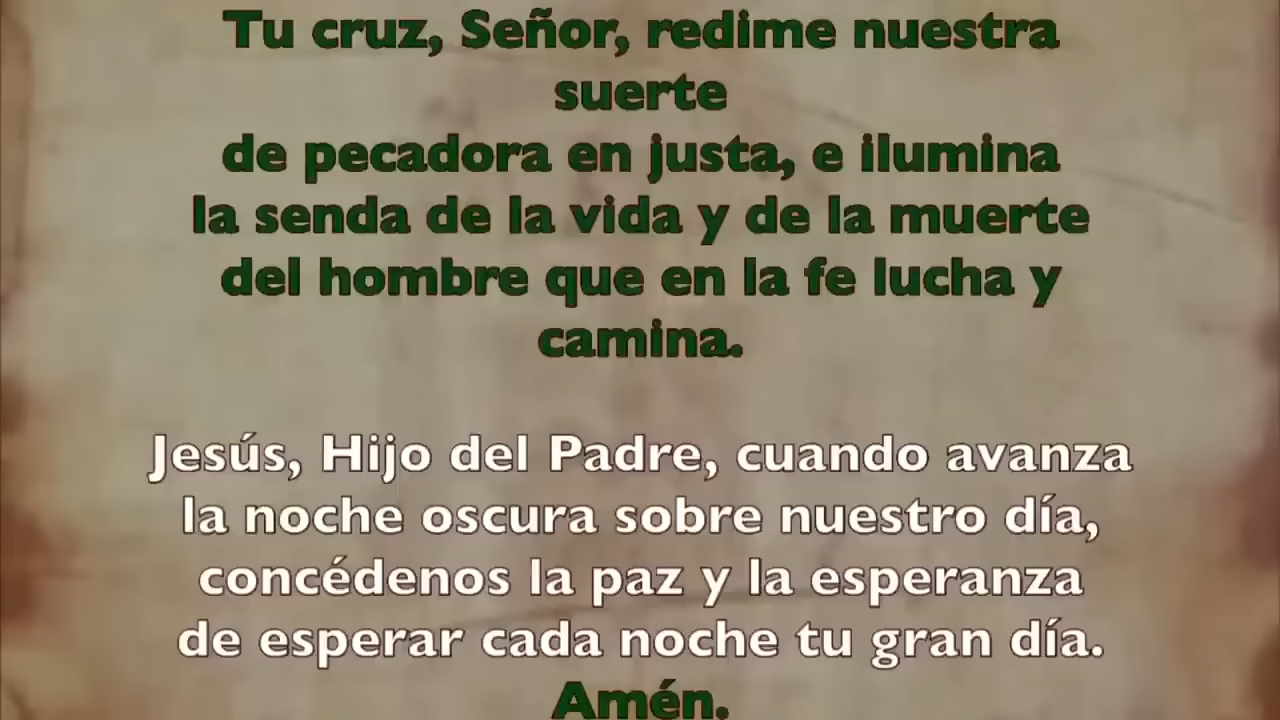 Tu cruz, Señor, redime nuestra
suerte
de pecadora en justa, e ilumina
la senda de la vida y de la muerte
del hombre que en la fe lucha y
camina.
Jesús, Hijo del Padre, cuando avanza
la noche oscura sobre nuestro día,
concédenos la paz y la esperanza
de esperar cada noche tu gran día.
Amén.